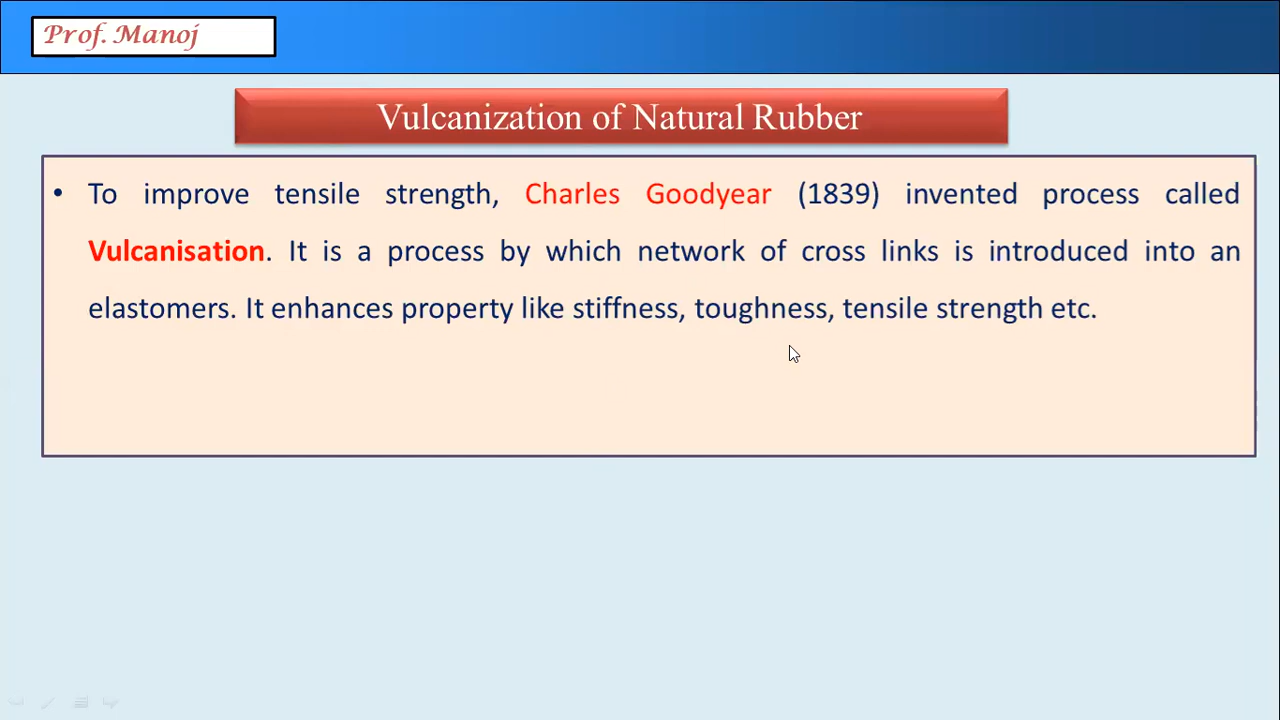 Prof. Manoj
Vulcanization of Natural Rubber
• To improve tensile strength, Charles Goodyear (1839) invented process called
Vulcanisation. It is a process by which network of cross links is introduced into an
elastomers. It enhances property like stiffness, toughness, tensile strength etc.